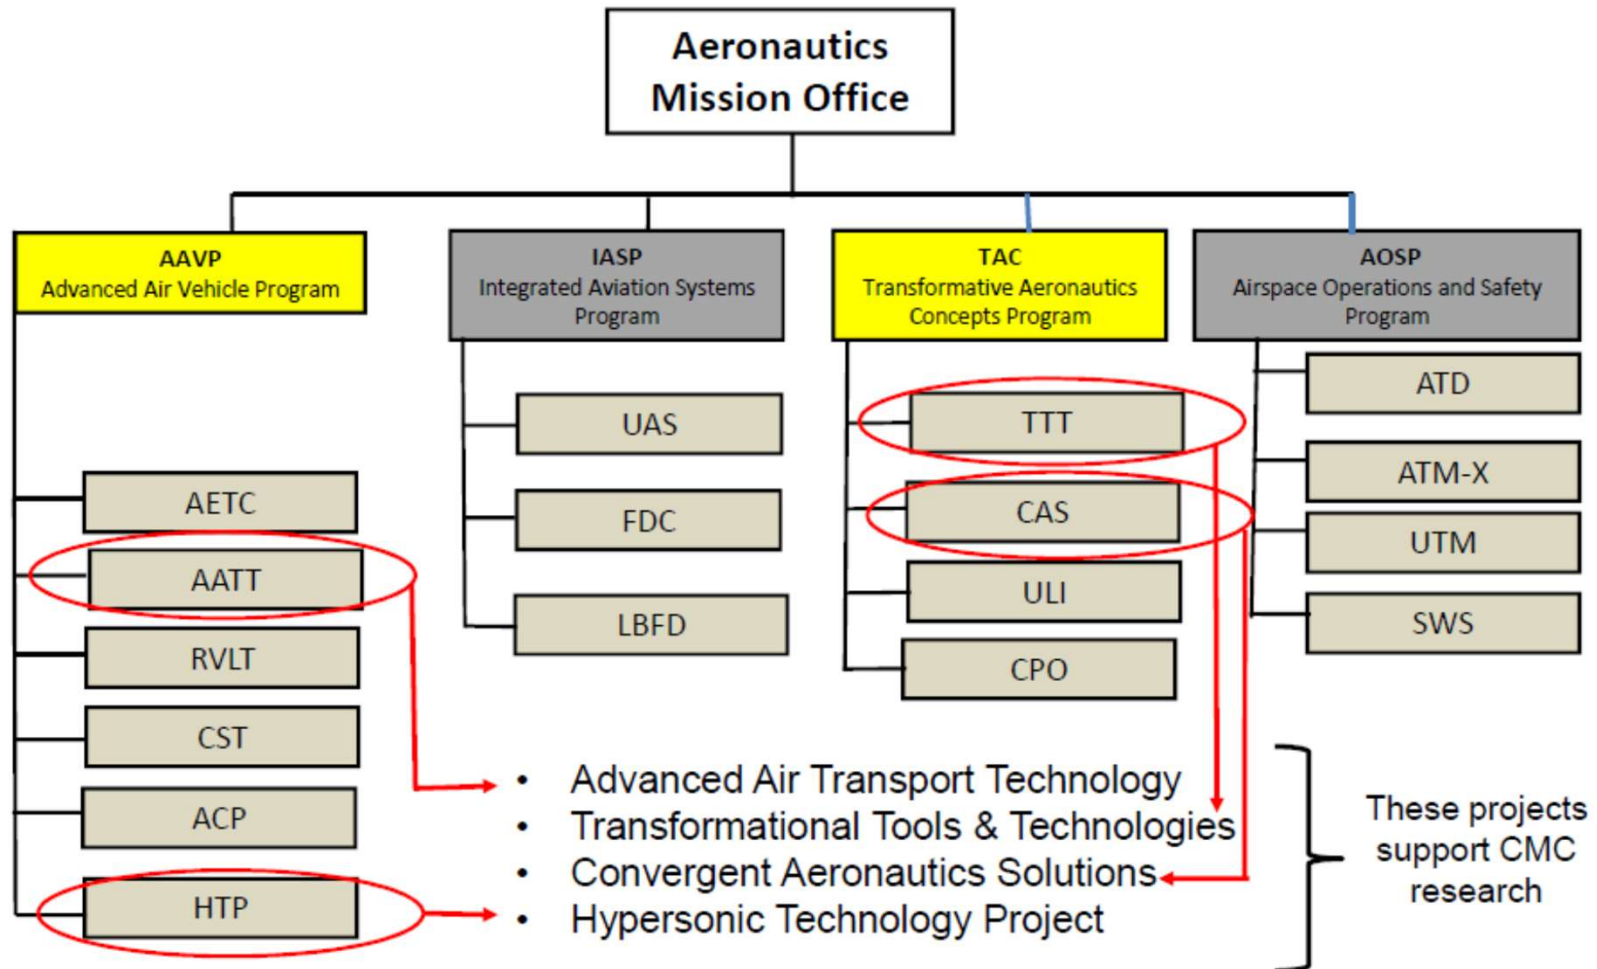 Aeronautics
Mission Office
AAVP
Advanced Air Vehicle Program
AETC
AATT
RVLT
CST
ACP
HTP
IASP
Integrated Aviation Systems
Program
UAS
FDC
LBFD
TAC
Transformative Aeronautics
Concepts Program
TTT
CAS
ULI
CPO
AOSP
Airspace Operations and Safety
Program
ATD
ATM-X
UTM
SWS
• Advanced Air Transport Technology
• Transformational Tools & Technologies
• Convergent Aeronautics Solutions
• Hypersonic Technology Project
These projects
support CMC
research